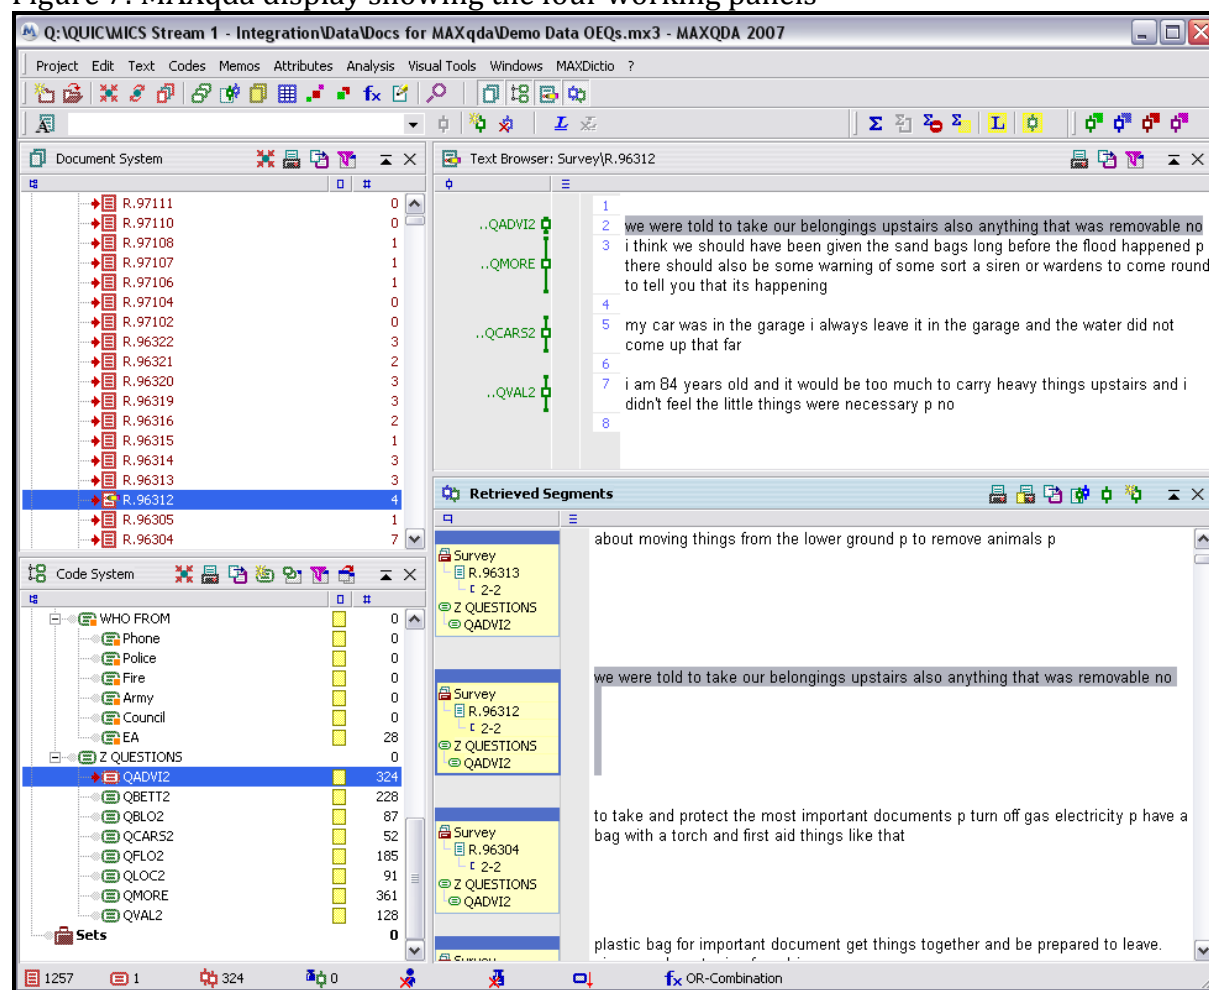 Figure 7: MAXqda display showing the four working panels
Q:\QUIC\MICS Stream 1 - Integration\Data\Docs for MAXqda\Demo Data OEQs.mx3 - MAXQDA 2007
Project Edit Text Codes Memos Attributes Analysis Visual Tools Windows MAXDictio ?
Document System
R.97111 0
R.97110 0
R.97108 1
R.97107 1
R.97106 1
R.97104 0
R.97102 0
R.96322 3
R.96321 2
R.96320 3
R.96319 3
R.96316 2
R.96315 1
R.96314 3
R.96313 3
R.96312 4
R.96305 1
R.96304 7
Code System
WHO FROM 0
Phone 0
Police 0
Fire 0
Army 0
Council 0
EA 28
Z QUESTIONS 0
QADVI2 324
QBETT2 228
QBLO2 87
QCARS2 52
QFLO2 185
QLOC2 91
QMORE 361
QVAL2 128
Sets 0
Text Browser: Survey\R.96312
1
..QADVI2 2 we were told to take our belongings upstairs also anything that was removable no
3 i think we should have been given the sand bags long before the flood happened p
..QMORE there should also be some warning of some sort a siren or wardens to come round
to tell you that its happening
4
..QCARS2 5 my car was in the garage i always leave it in the garage and the water did not
come up that far
6
..QVAL2 7 i am 84 years old and it would be too much to carry heavy things upstairs and i
didn't feel the little things were necessary p no
8
Retrieved Segments
about moving things from the lower ground p to remove animals p
Survey
R.96313
2-2
Z QUESTIONS
QADVI2
we were told to take our belongings upstairs also anything that was removable no
Survey
R.96312
2-2
Z QUESTIONS
QADVI2
to take and protect the most important documents p turn off gas electricity p have a
bag with a torch and first aid things like that
Survey
R.96304
2-2
Z QUESTIONS
QADVI2
plastic bag for important document get things together and be prepared to leave.
1257 1 324 0 fx OR-Combination